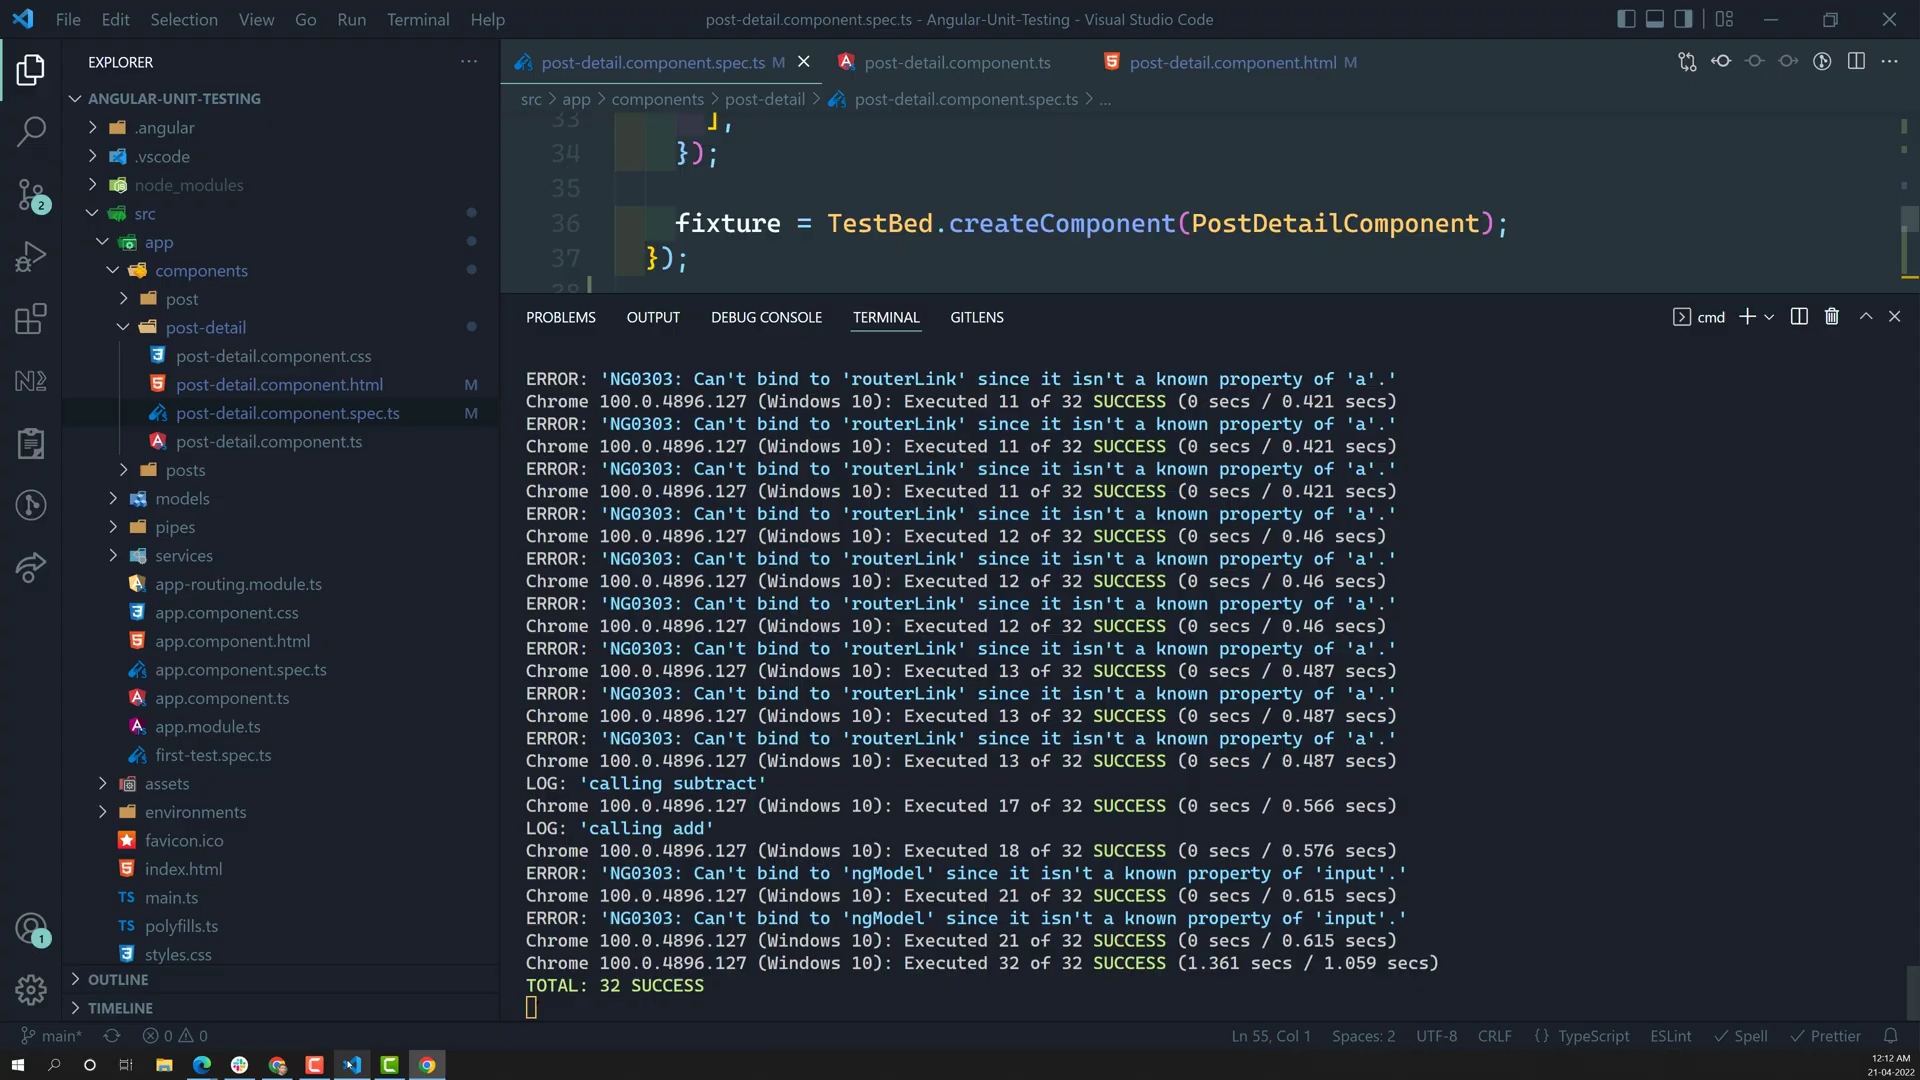 File Edit Selection View Go Run Terminal Help
post-detail.component.spec.ts - Angular-Unit-Testing - Visual Studio Code
EXPLORER
ANGULAR-UNIT-TESTING
.angular
.vscode
node_modules
src
app
components
post
post-detail
post-detail.component.css
post-detail.component.html M
post-detail.component.spec.ts M
post-detail.component.ts
posts
models
pipes
services
app-routing.module.ts
app.component.css
app.component.html
app.component.spec.ts
app.component.ts
app.module.ts
first-test.spec.ts
assets
environments
favicon.ico
index.html
TS main.ts
TS polyfills.ts
styles.css
OUTLINE
TIMELINE
2
1
post-detail.component.spec.ts M
post-detail.component.ts
post-detail.component.html M
src > app > components > post-detail > post-detail.component.spec.ts > ...
33 ],
34 });
35
36 fixture = TestBed.createComponent(PostDetailComponent);
37 });
38
PROBLEMS OUTPUT DEBUG CONSOLE TERMINAL GITLENS
cmd
ERROR: 'NG0303: Can't bind to 'routerLink' since it isn't a known property of 'a'.'
Chrome 100.0.4896.127 (Windows 10): Executed 11 of 32 SUCCESS (0 secs / 0.421 secs)
ERROR: 'NG0303: Can't bind to 'routerLink' since it isn't a known property of 'a'.'
Chrome 100.0.4896.127 (Windows 10): Executed 11 of 32 SUCCESS (0 secs / 0.421 secs)
ERROR: 'NG0303: Can't bind to 'routerLink' since it isn't a known property of 'a'.'
Chrome 100.0.4896.127 (Windows 10): Executed 11 of 32 SUCCESS (0 secs / 0.421 secs)
ERROR: 'NG0303: Can't bind to 'routerLink' since it isn't a known property of 'a'.'
Chrome 100.0.4896.127 (Windows 10): Executed 12 of 32 SUCCESS (0 secs / 0.46 secs)
ERROR: 'NG0303: Can't bind to 'routerLink' since it isn't a known property of 'a'.'
Chrome 100.0.4896.127 (Windows 10): Executed 12 of 32 SUCCESS (0 secs / 0.46 secs)
ERROR: 'NG0303: Can't bind to 'routerLink' since it isn't a known property of 'a'.'
Chrome 100.0.4896.127 (Windows 10): Executed 12 of 32 SUCCESS (0 secs / 0.46 secs)
ERROR: 'NG0303: Can't bind to 'routerLink' since it isn't a known property of 'a'.'
Chrome 100.0.4896.127 (Windows 10): Executed 13 of 32 SUCCESS (0 secs / 0.487 secs)
ERROR: 'NG0303: Can't bind to 'routerLink' since it isn't a known property of 'a'.'
Chrome 100.0.4896.127 (Windows 10): Executed 13 of 32 SUCCESS (0 secs / 0.487 secs)
ERROR: 'NG0303: Can't bind to 'routerLink' since it isn't a known property of 'a'.'
Chrome 100.0.4896.127 (Windows 10): Executed 13 of 32 SUCCESS (0 secs / 0.487 secs)
LOG: 'calling subtract'
Chrome 100.0.4896.127 (Windows 10): Executed 17 of 32 SUCCESS (0 secs / 0.566 secs)
LOG: 'calling add'
Chrome 100.0.4896.127 (Windows 10): Executed 18 of 32 SUCCESS (0 secs / 0.576 secs)
ERROR: 'NG0303: Can't bind to 'ngModel' since it isn't a known property of 'input'.'
Chrome 100.0.4896.127 (Windows 10): Executed 21 of 32 SUCCESS (0 secs / 0.615 secs)
ERROR: 'NG0303: Can't bind to 'ngModel' since it isn't a known property of 'input'.'
Chrome 100.0.4896.127 (Windows 10): Executed 21 of 32 SUCCESS (0 secs / 0.615 secs)
Chrome 100.0.4896.127 (Windows 10): Executed 32 of 32 SUCCESS (1.361 secs / 1.059 secs)
TOTAL: 32 SUCCESS
main* 0 0
Ln 55, Col 1 Spaces: 2 UTF-8 CRLF {} TypeScript ESLint Spell Prettier
12:12 AM
21-04-2022